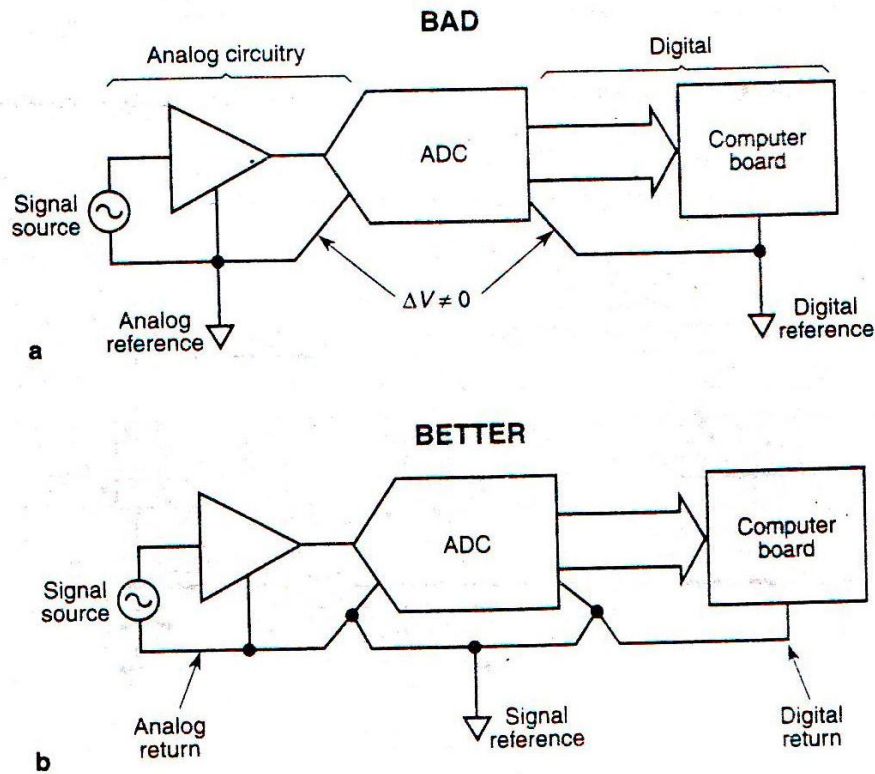 BAD
Analog circuitry
Digital
ADC
Computer
board
Signal
source
ΔV ≠ 0
Analog
reference
Digital
reference
a
BETTER
ADC
Computer
board
Signal
source
Analog
return
Signal
reference
Digital
return
b